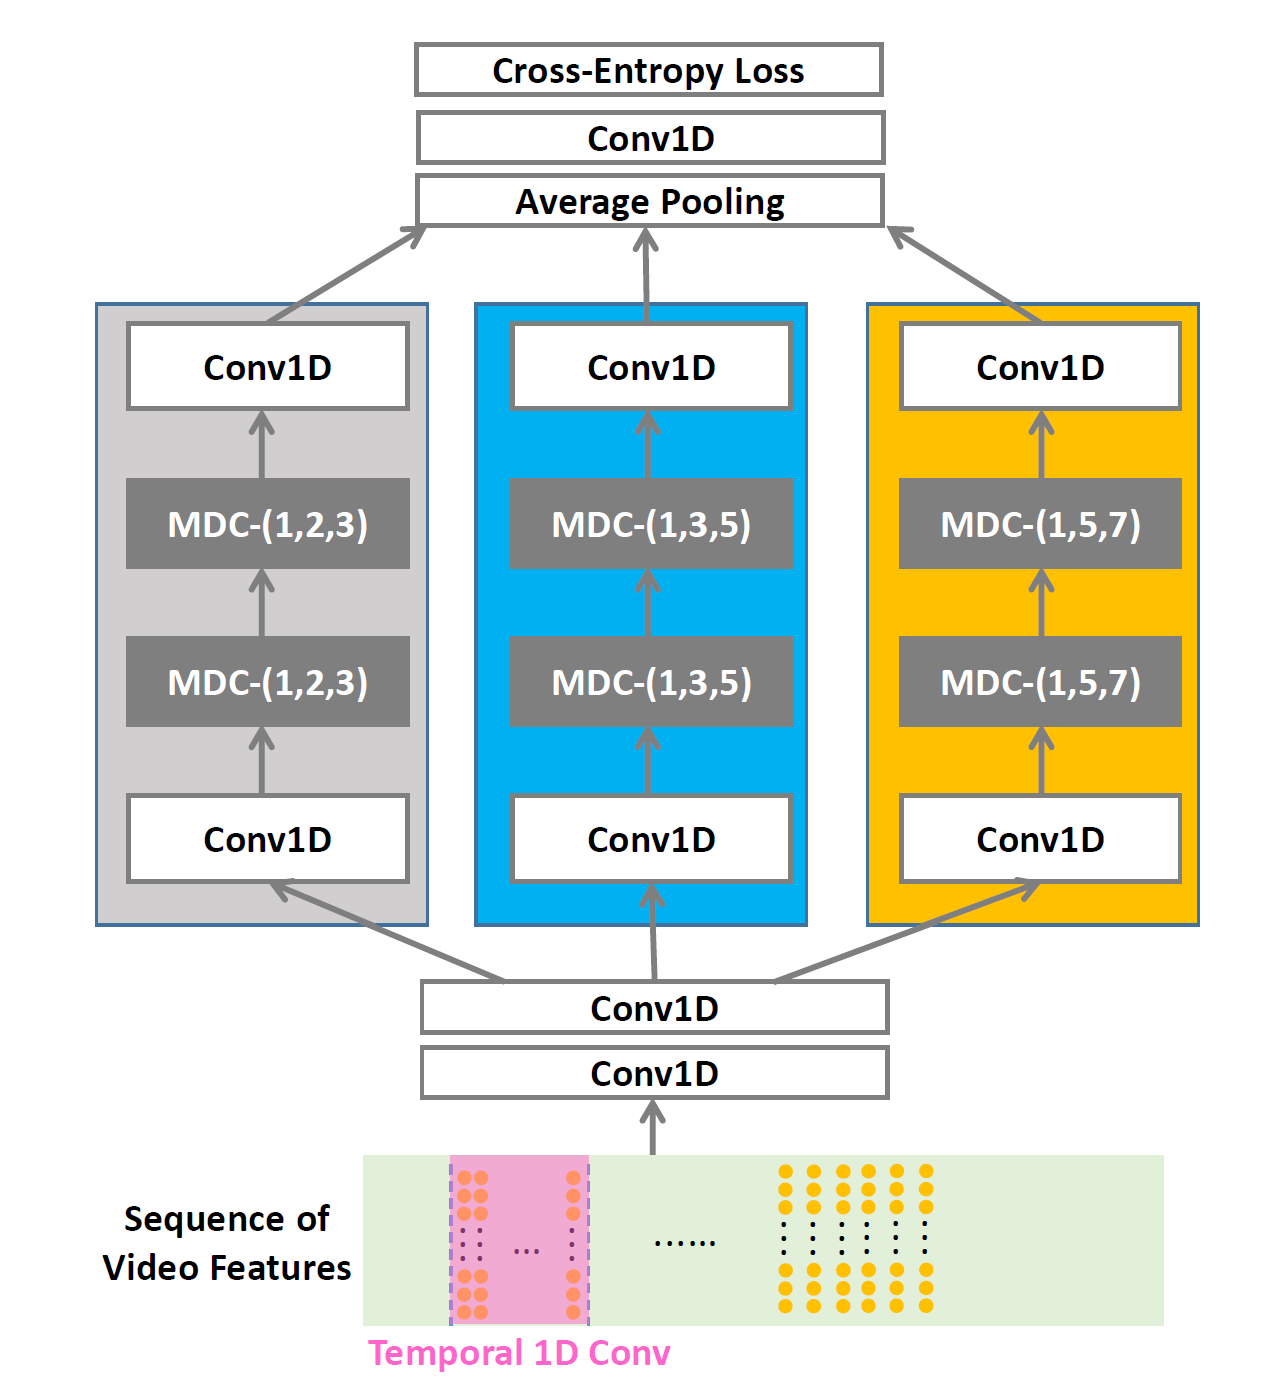 Cross-Entropy Loss
Conv1D
Average Pooling
Conv1D
Conv1D
Conv1D
MDC-(1,2,3)
MDC-(1,3,5)
MDC-(1,5,7)
MDC-(1,2,3)
MDC-(1,3,5)
MDC-(1,5,7)
Conv1D
Conv1D
Conv1D
Conv1D
Conv1D
Sequence of
Video Features
Temporal 1D Conv